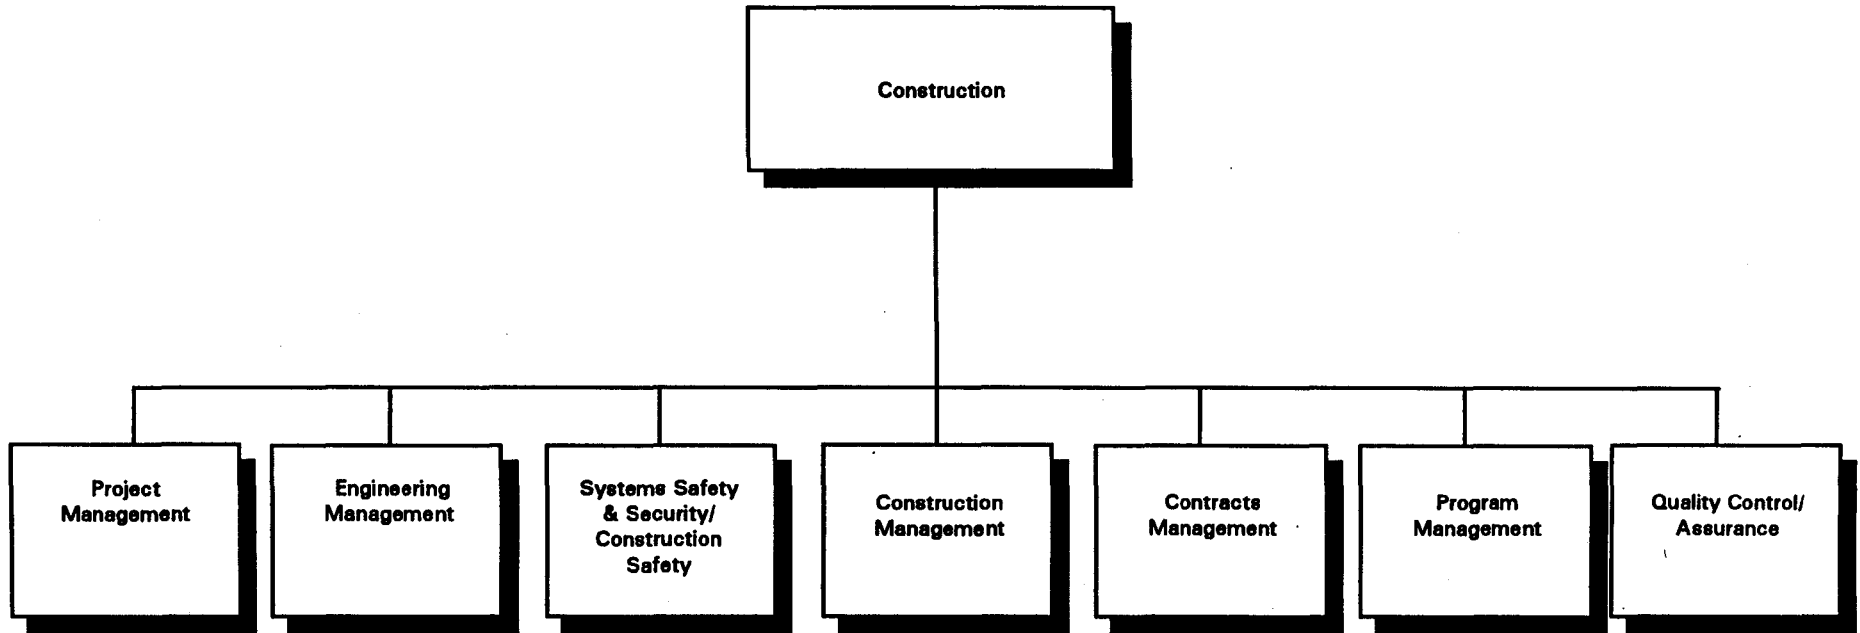 Construction
Project
Management
Engineering
Management
Systems Safety
& Security/
Construction
Safety
Construction
Management
Contracts
Management
Program
Management
Quality Control/
Assurance